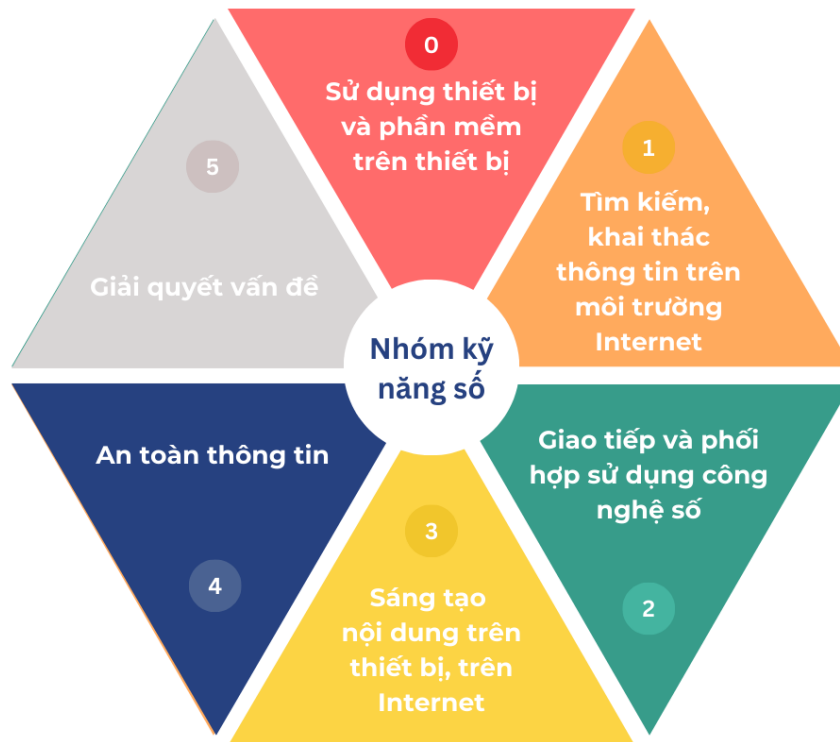 0
Sử dụng thiết bị
và phần mềm
trên thiết bị
1
Tìm kiếm,
khai thác
thông tin trên
môi trường
Internet
Giao tiếp và phối
hợp sử dụng công
nghệ số
2
3
Sáng tạo
nội dung trên
thiết bị, trên
Internet
An toàn thông tin
4
5
Giải quyết vấn đề
Nhóm kỹ
năng số